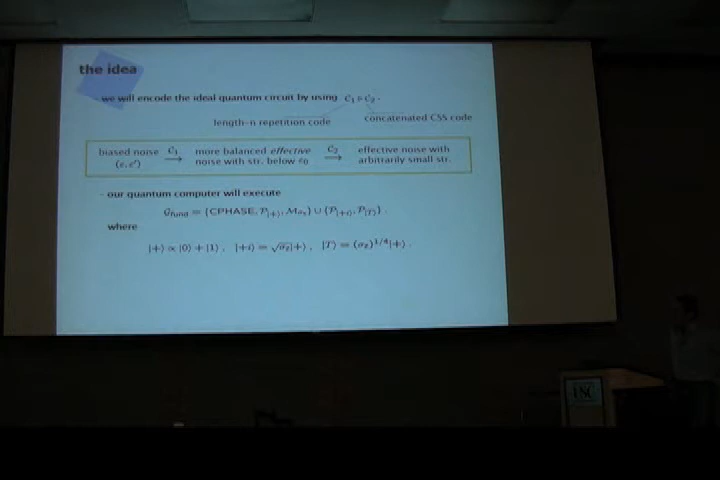 the idea
we will encode the ideal quantum circuit by using C₁ ▹ C₂ .
length-n repetition code
concatenated CSS code
biased noise (ε, ε′) —C₁→ more balanced effective noise with str. below ε₀ —C₂→ effective noise with arbitrarily small str.
- our quantum computer will execute
G_fund = {CPHASE, P_|+⟩, M_σₓ} ∪ {P_|+i⟩, P_|T⟩} .
where
|+⟩ ∝ |0⟩ + |1⟩ , |+i⟩ = √σ_z|+⟩ , |T⟩ = (σ_z)^1/4|+⟩ .
USC